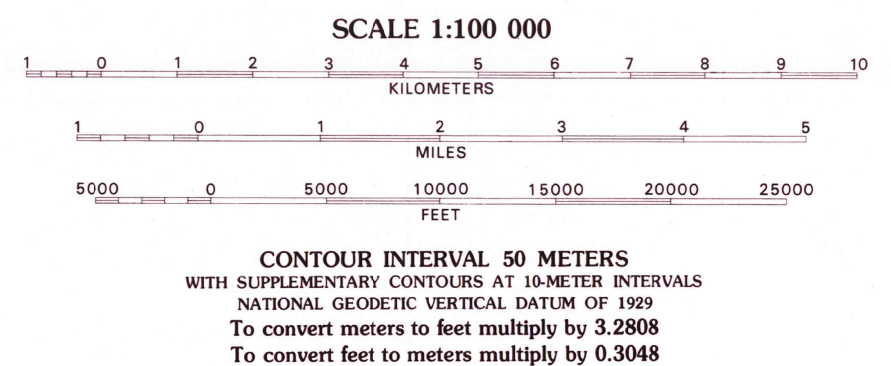 SCALE 1:100 000
1 0 1 2 3 4 5 6 7 8 9 10
KILOMETERS
1 0 1 2 3 4 5
MILES
5000 0 5000 10000 15000 20000 25000
FEET
CONTOUR INTERVAL 50 METERS
WITH SUPPLEMENTARY CONTOURS AT 10-METER INTERVALS
NATIONAL GEODETIC VERTICAL DATUM OF 1929
To convert meters to feet multiply by 3.2808
To convert feet to meters multiply by 0.3048